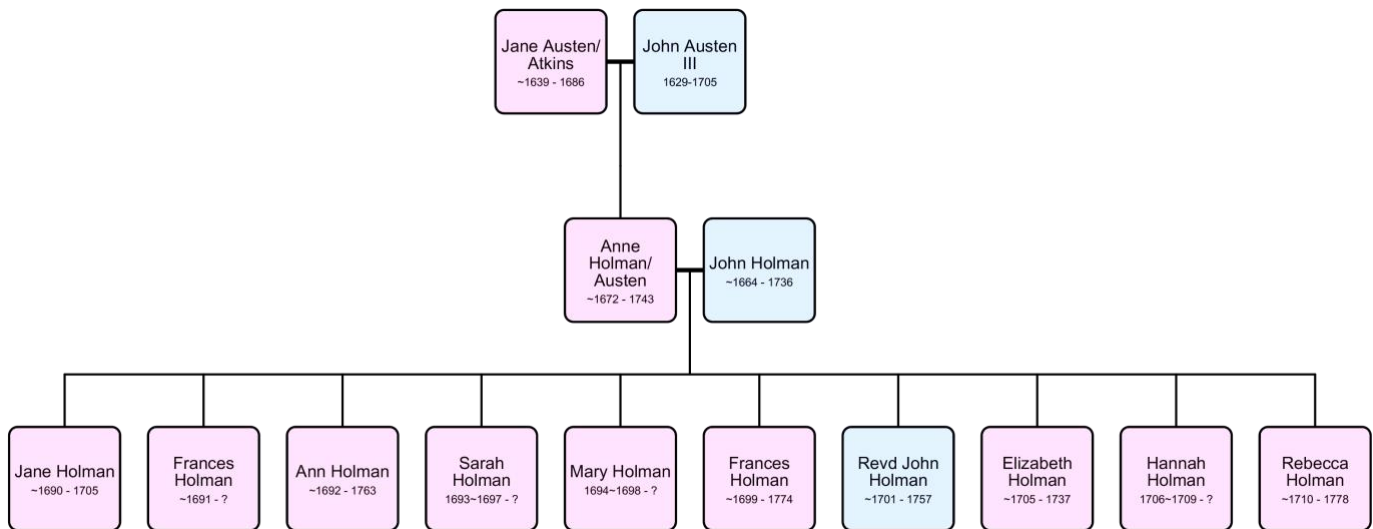 Jane Austen/
Atkins
~1639 - 1686
John Austen
III
1629-1705
Anne
Holman/
Austen
~1672 - 1743
John Holman
~1664 - 1736
Jane Holman
~1690 - 1705
Frances
Holman
~1691 - ?
Ann Holman
~1692 - 1763
Sarah
Holman
1693~1697 - ?
Mary Holman
1694~1698 - ?
Frances
Holman
~1699 - 1774
Revd John
Holman
~1701 - 1757
Elizabeth
Holman
~1705 - 1737
Hannah
Holman
1706~1709 - ?
Rebecca
Holman
~1710 - 1778